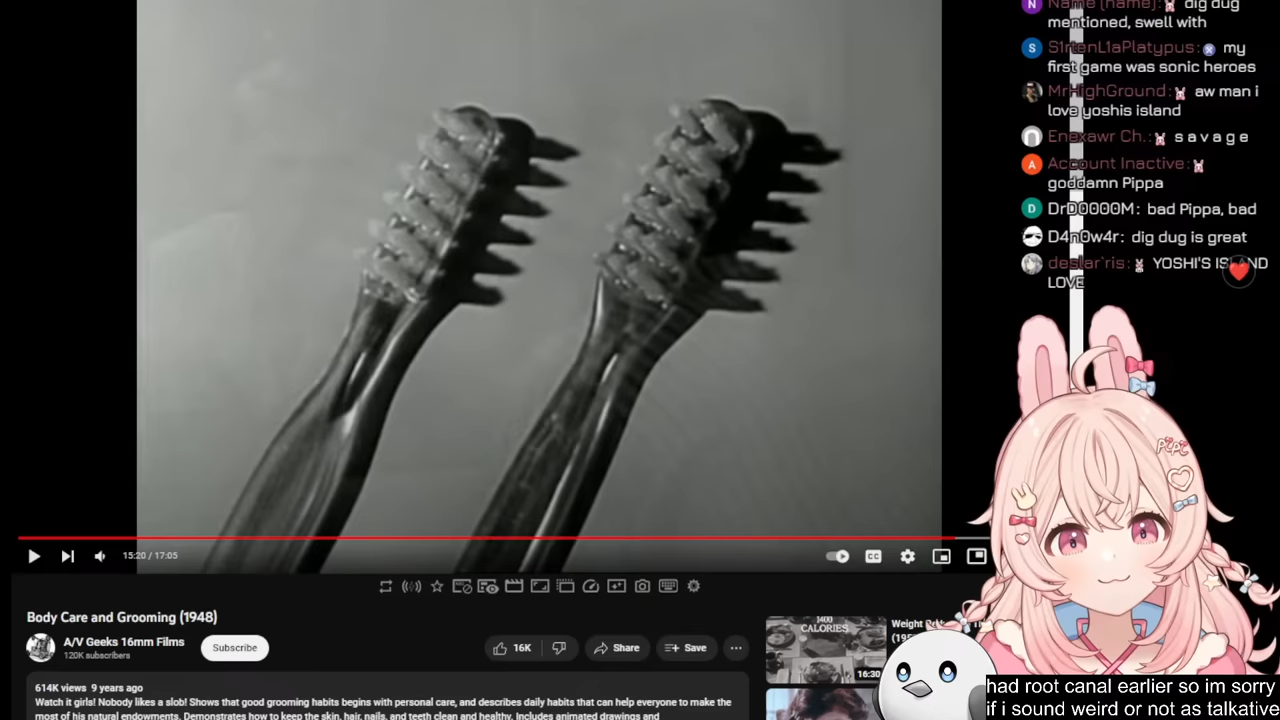 Name [name]: dig dug
mentioned, swell with
S1rtenL1aPlatypus: my
first game was sonic heroes
MrHighGround: aw man i
love yoshis island
Enexawr Ch.: s a v a g e
Account Inactive:
goddamn Pippa
DrD0000M: bad Pippa, bad
D4n0w4r: dig dug is great
deslar`ris: YOSHI'S ISLAND
LOVE
PiPi
15:20 / 17:05
CC
Body Care and Grooming (1948)
A/V Geeks 16mm Films
120K subscribers
Subscribe
16K
Share
Save
1400
CALORIES
16:30
614K views 9 years ago
Watch it girls! Nobody likes a slob! Shows that good grooming habits begins with personal care, and describes daily habits that can help everyone to make the
most of his natural endowments. Demonstrates how to keep the skin, hair, nails, and teeth clean and healthy. Includes animated drawings and
had root canal earlier so im sorry
if i sound weird or not as talkative